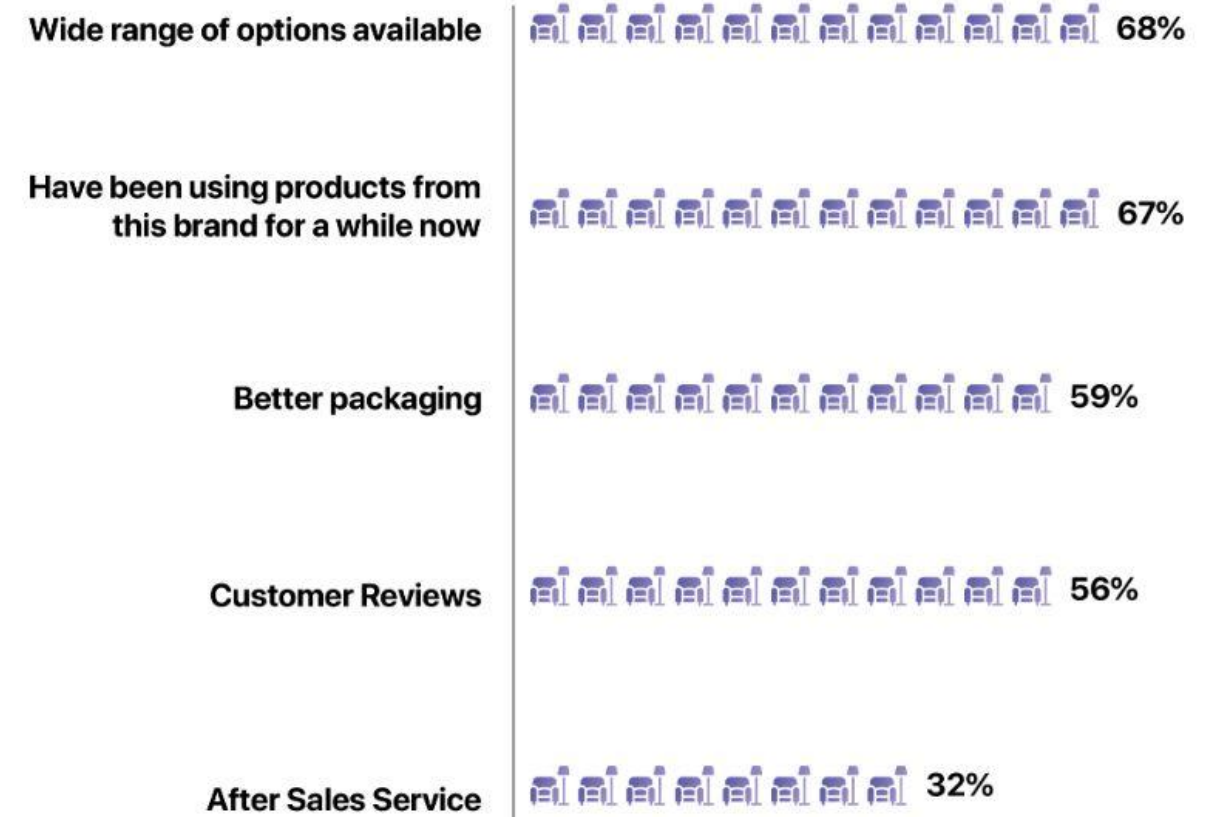 Wide range of options available 68%
Have been using products from
this brand for a while now 67%
Better packaging 59%
Customer Reviews 56%
After Sales Service 32%